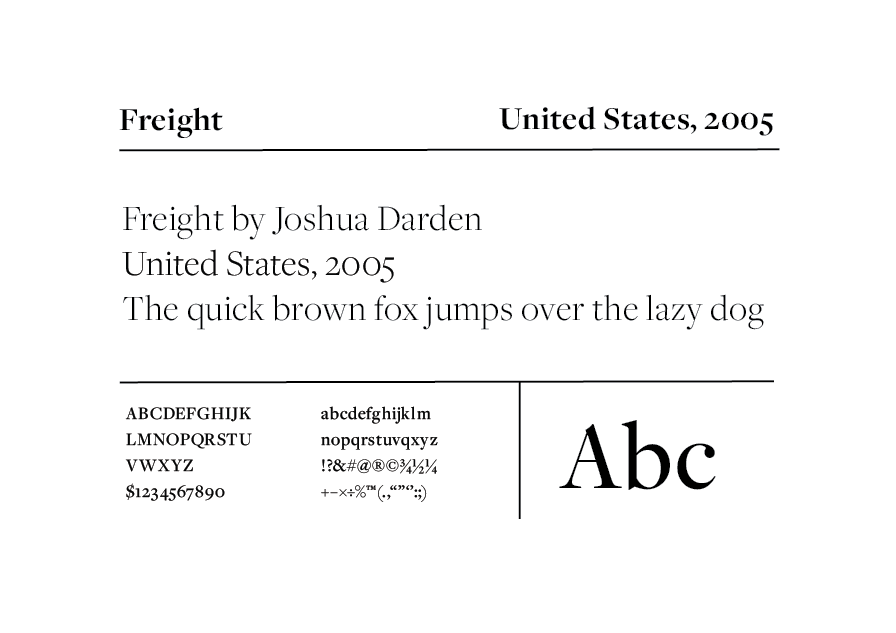 Freight
United States, 2005
Freight by Joshua Darden
United States, 2005
The quick brown fox jumps over the lazy dog
ABCDEFGHIJK
LMNOPQRSTU
VWXYZ
$1234567890
abcdefghijklm
nopqrstuvqxyz
!?&#@®©¾½¼
+−×÷%™(.,“”‘’:;)
Abc